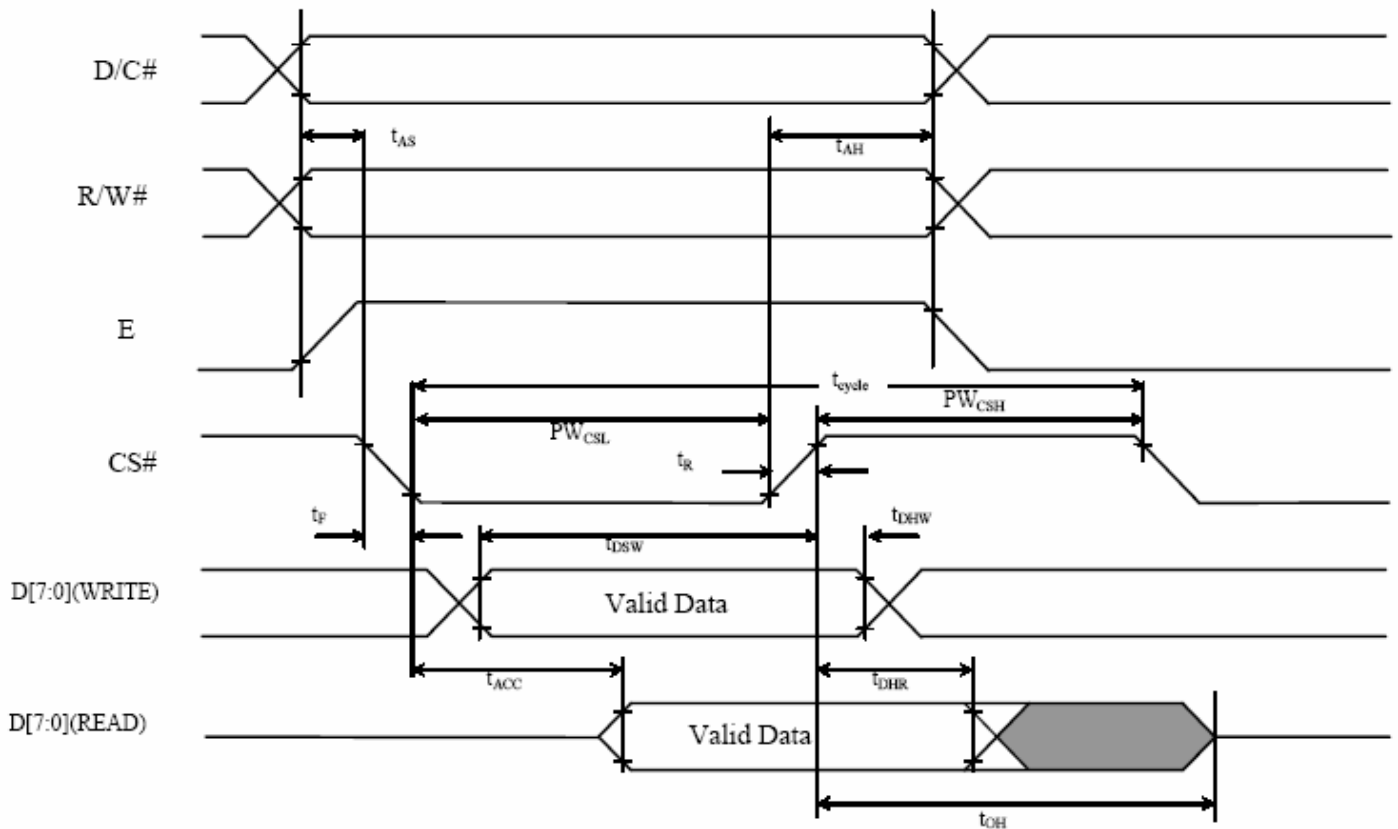 D/C#
tAS
tAH
R/W#
E
tcycle
PWCSH
PWCSL
CS#
tR
tF
tDHW
tDSW
D[7:0](WRITE)
Valid Data
tACC
tDHR
D[7:0](READ)
Valid Data
tOH